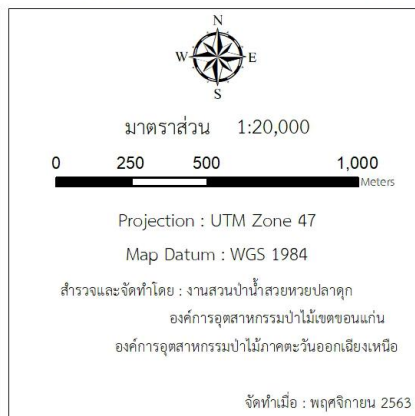 N
W E
S
มาตราส่วน 1:20,000
0 250 500 1,000
Meters
Projection : UTM Zone 47
Map Datum : WGS 1984
สำรวจและจัดทำโดย : งานสวนป่าน้ำสวยหวยปลาดุก
องค์การอุตสาหกรรมป่าไม้เขตขอนแก่น
องค์การอุตสาหกรรมป่าไม้ภาคตะวันออกเฉียงเหนือ
จัดทำเมื่อ : พฤศจิกายน 2563